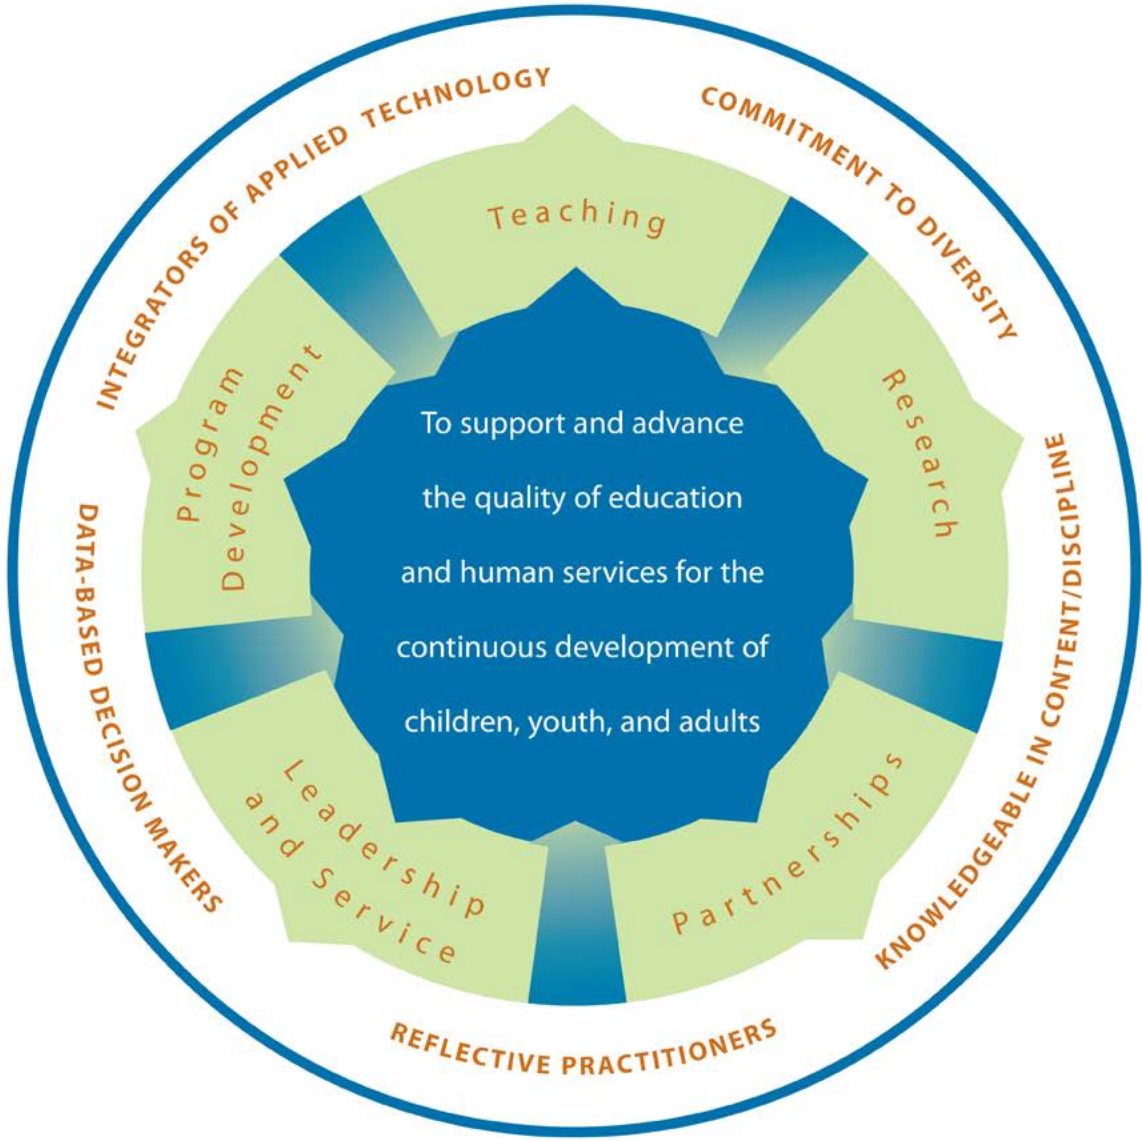 INTEGRATORS OF APPLIED TECHNOLOGY
COMMITMENT TO DIVERSITY
KNOWLEDGEABLE IN CONTENT/DISCIPLINE
REFLECTIVE PRACTITIONERS
DATA-BASED DECISION MAKERS
Teaching
Research
Partnerships
Leadership
and Service
Program
Development
To support and advance
the quality of education
and human services for the
continuous development of
children, youth, and adults